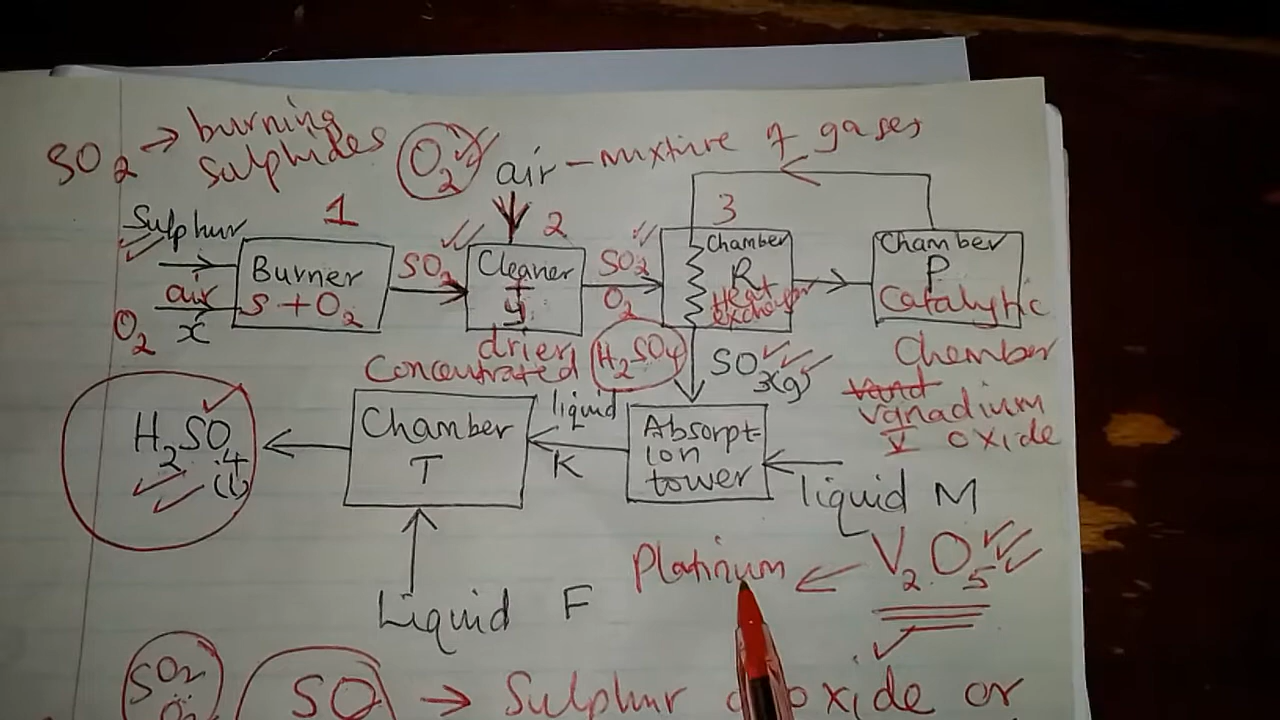 SO2 → burning
sulphides
O2 air - mixture of gases
Sulphur
1
2
3
air
O2
x
Burner
S + O2
SO2
Cleaner
+
y
drier
Concentrated H2SO4
SO2
O2
Chamber
R
Heat
exchanger
Chamber
P
Catalytic
Chamber
Vanadium
V oxide
SO3(g)
H2SO4
(l)
Chamber
T
liquid
K
Absorpt-
ion
tower
liquid M
Liquid F
Platinum ← V2O5
SO2
SO → Sulphur oxide or